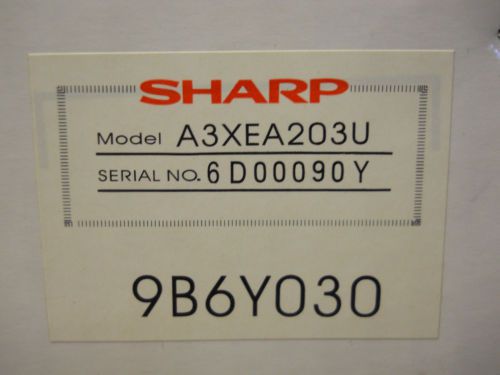 SHARP
Model A3XEA203U
SERIAL NO. 6D00090Y
9B6Y030